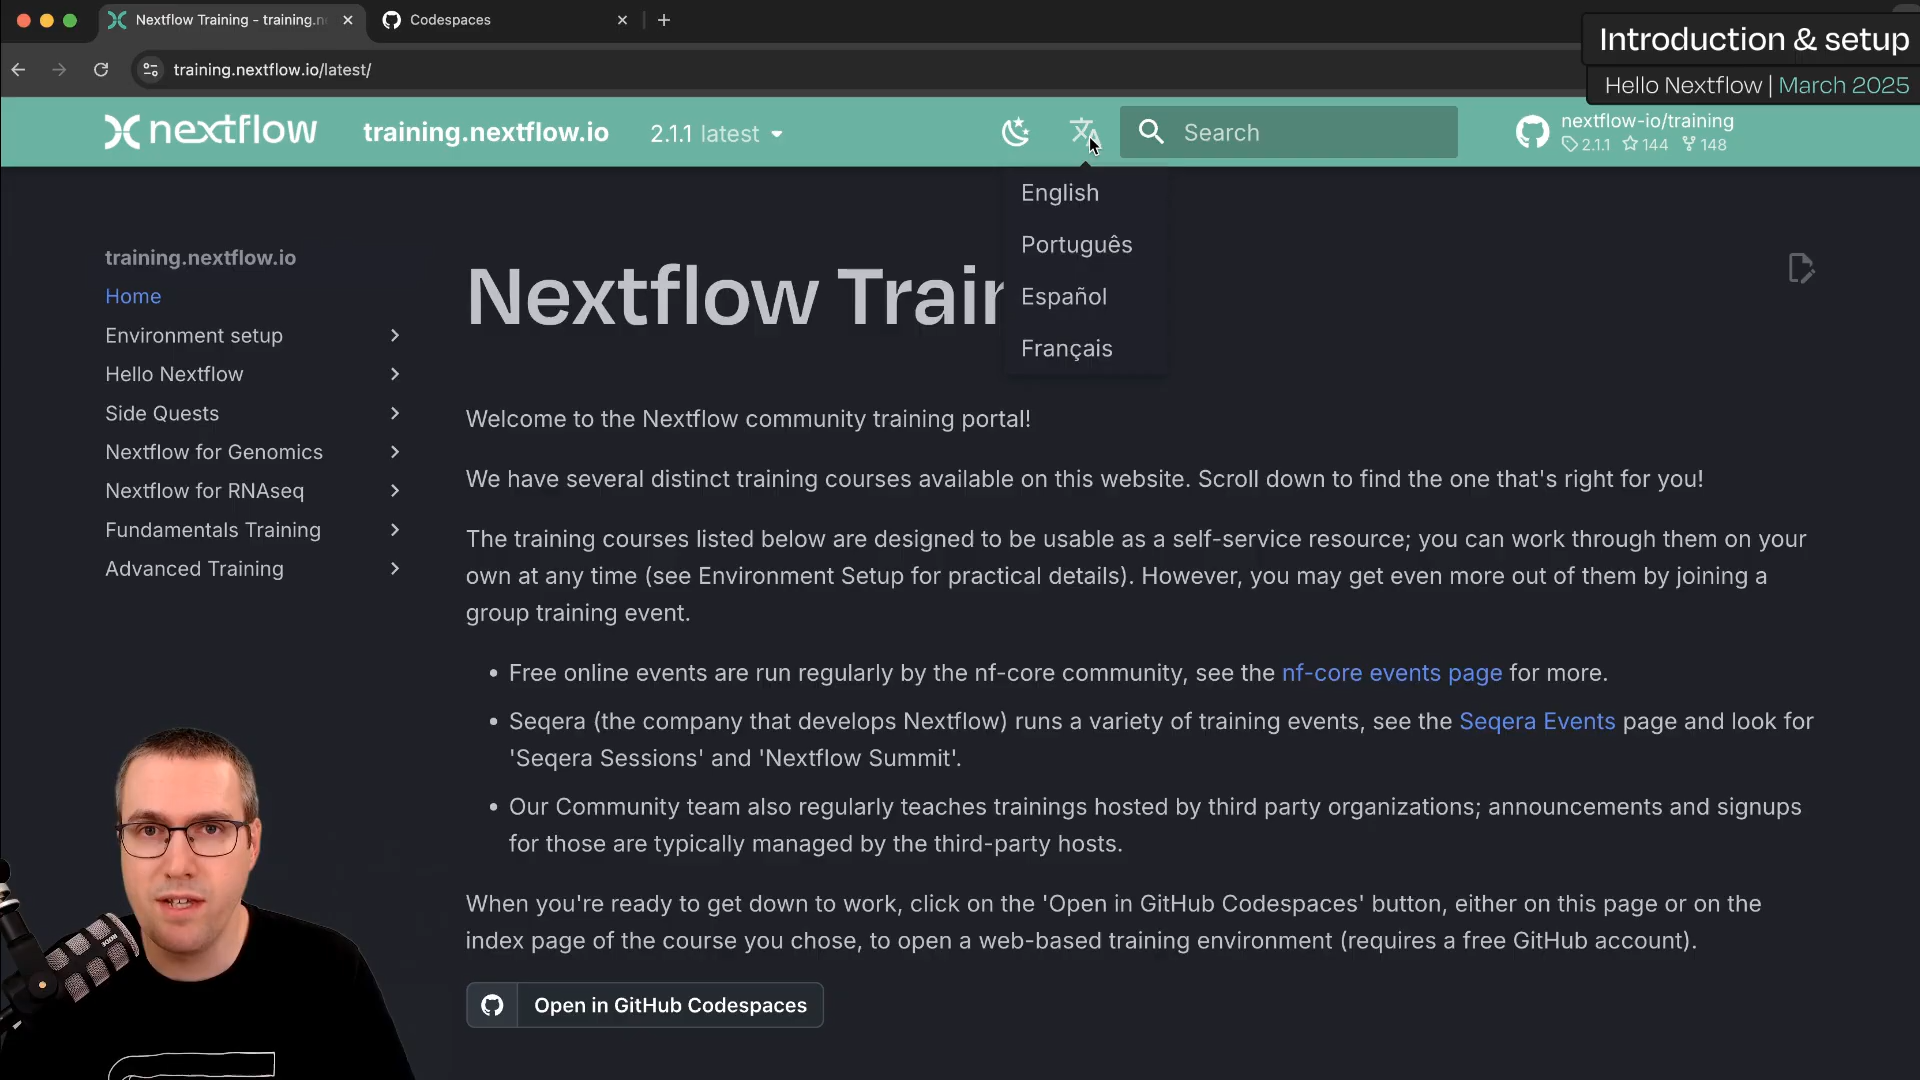 Nextflow Training - training.n
Codespaces
training.nextflow.io/latest/
Introduction & setup
Hello Nextflow | March 2025
nextflow
training.nextflow.io
2.1.1 latest
Search
nextflow-io/training
2.1.1 144 148
English
Português
Español
Français
training.nextflow.io
Home
Environment setup
Hello Nextflow
Side Quests
Nextflow for Genomics
Nextflow for RNAseq
Fundamentals Training
Advanced Training
Nextflow Train
Welcome to the Nextflow community training portal!
We have several distinct training courses available on this website. Scroll down to find the one that's right for you!
The training courses listed below are designed to be usable as a self-service resource; you can work through them on your
own at any time (see Environment Setup for practical details). However, you may get even more out of them by joining a
group training event.
• Free online events are run regularly by the nf-core community, see the nf-core events page for more.
• Seqera (the company that develops Nextflow) runs a variety of training events, see the Seqera Events page and look for
'Seqera Sessions' and 'Nextflow Summit'.
• Our Community team also regularly teaches trainings hosted by third party organizations; announcements and signups
for those are typically managed by the third-party hosts.
When you're ready to get down to work, click on the 'Open in GitHub Codespaces' button, either on this page or on the
index page of the course you chose, to open a web-based training environment (requires a free GitHub account).
Open in GitHub Codespaces
RØDE